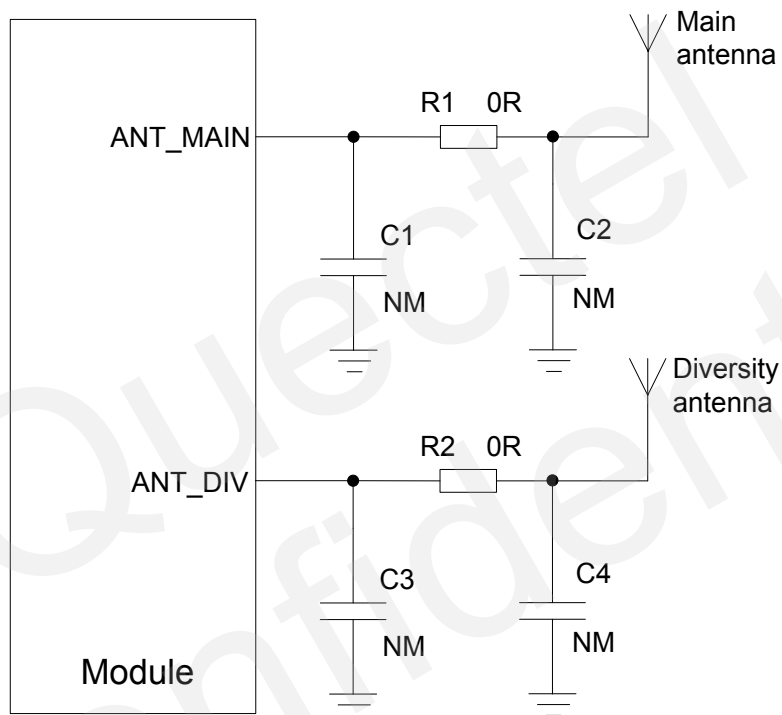 Main
antenna
R1 0R
ANT_MAIN
C1
C2
NM
NM
Diversity
antenna
R2 0R
ANT_DIV
C3
C4
NM
NM
Module
Quectel